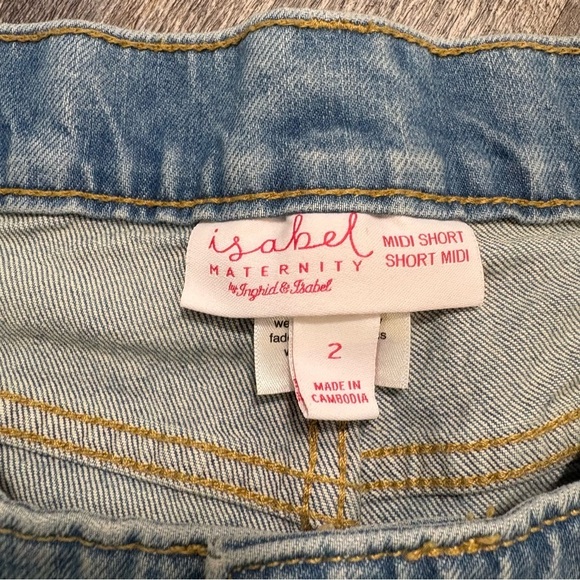 isabel
MATERNITY
by Ingrid & Isabel
MIDI SHORT
SHORT MIDI
2
MADE IN
CAMBODIA